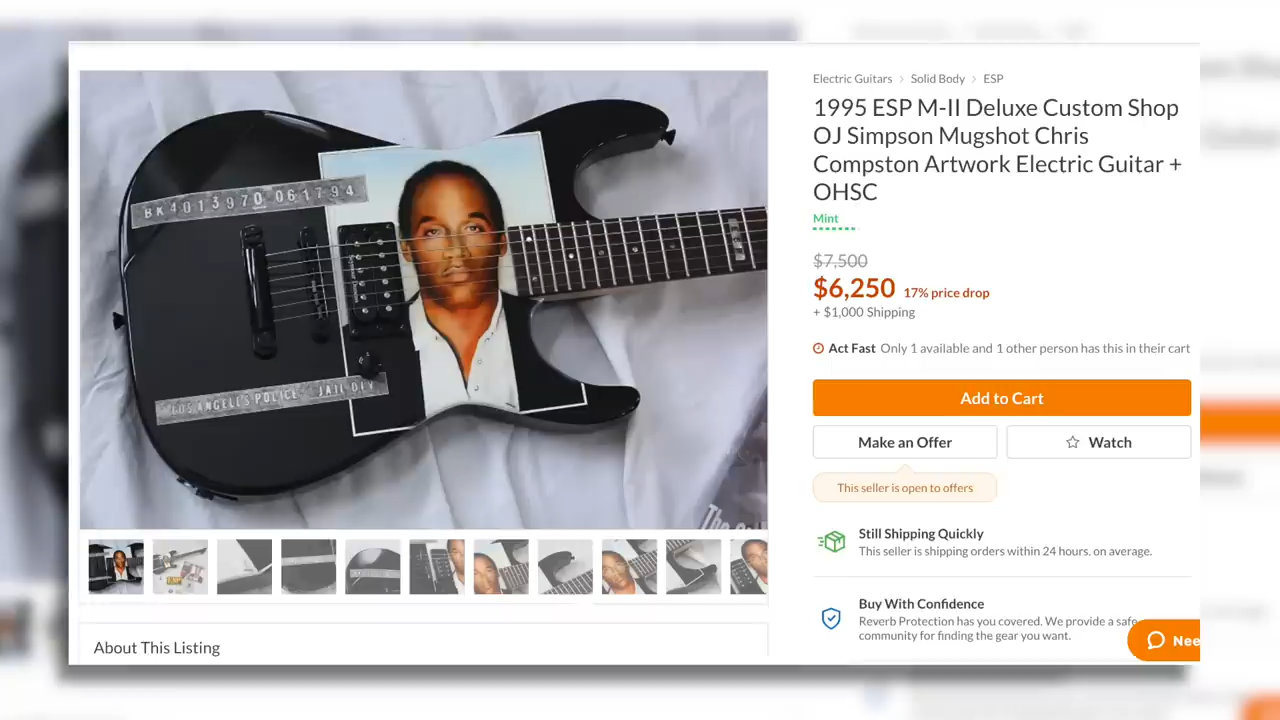 Electric Guitars > Solid Body > ESP
1995 ESP M-II Deluxe Custom Shop
OJ Simpson Mugshot Chris
Compston Artwork Electric Guitar +
OHSC
Mint
$7,500
$6,250 17% price drop
+ $1,000 Shipping
Act Fast Only 1 available and 1 other person has this in their cart
Add to Cart
Make an Offer
Watch
This seller is open to offers
Still Shipping Quickly
This seller is shipping orders within 24 hours. on average.
Buy With Confidence
Reverb Protection has you covered. We provide a safe
community for finding the gear you want.
Nee
BK4013970 061794
LOS ANGELES POLICE JAIL DIV
About This Listing